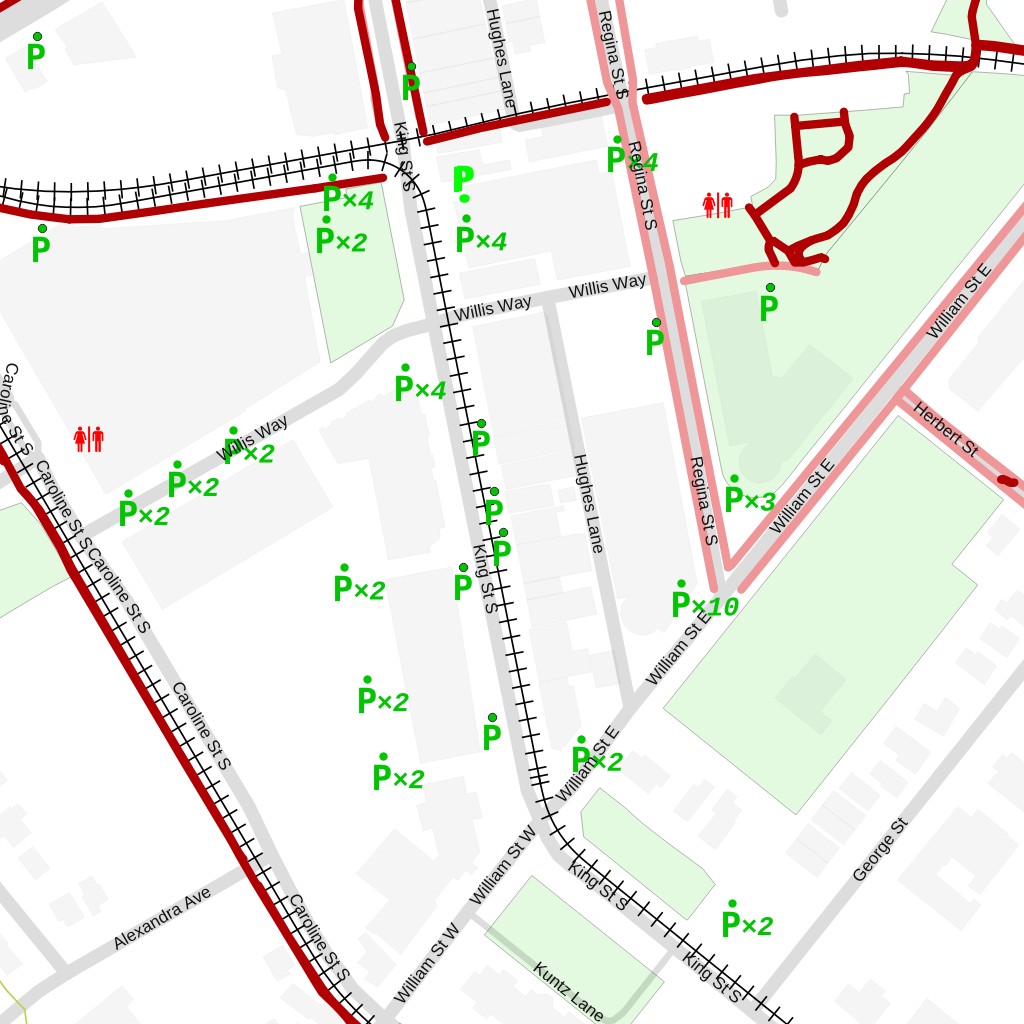 P
Hughes Lane
Regina St S
P
King St S
P
P×4
Regina St S
P×4
P×2
P×4
P
Willis Way
Willis Way
P
P
William St E
P×4
Caroline St S
Willis Way
P×2
P
Herbert St
P×2
P×2
P
Hughes Lane
Regina St S
P×3
William St E
Caroline St S
P
King St S
P
P×2
Caroline St S
P×10
William St E
P×2
Caroline St S
P
P×2
William St E
P×2
William St W
King St S
George St
Alexandra Ave
P×2
Caroline St S
William St W
King St S
Kuntz Lane